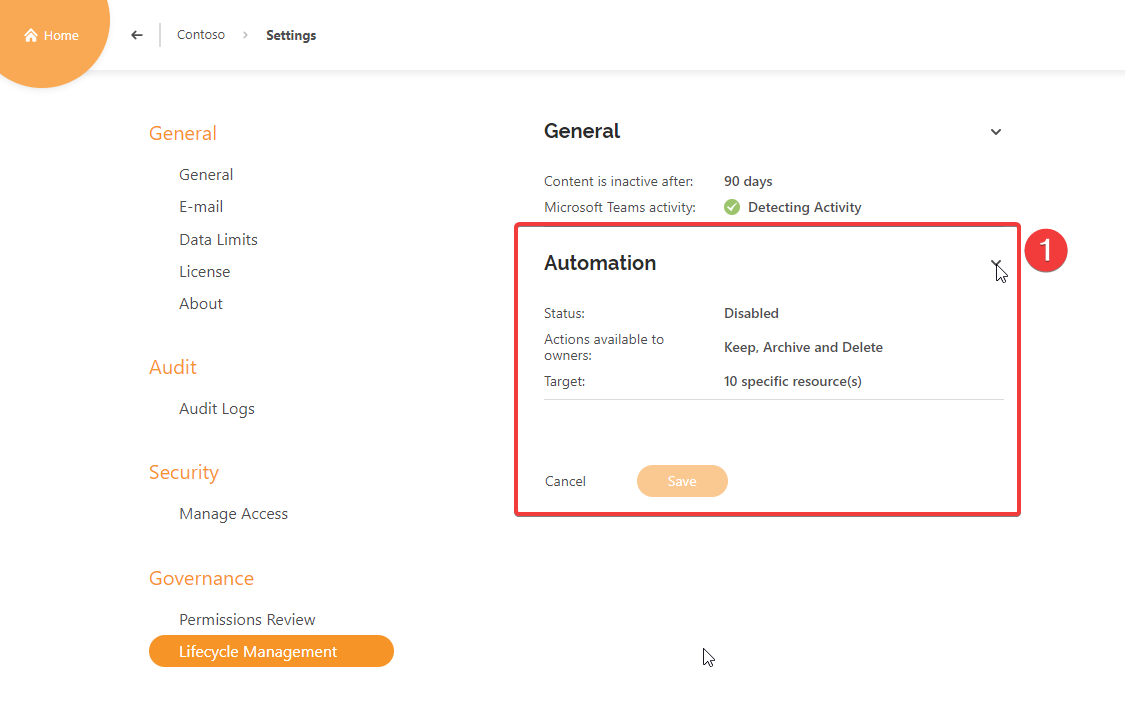 Home
Contoso
Settings
General
General
E-mail
Data Limits
License
About
Audit
Audit Logs
Security
Manage Access
Governance
Permissions Review
Lifecycle Management
General
Content is inactive after: 90 days
Microsoft Teams activity: Detecting Activity
1
Automation
Status: Disabled
Actions available to
owners:
Keep, Archive and Delete
Target: 10 specific resource(s)
Cancel
Save